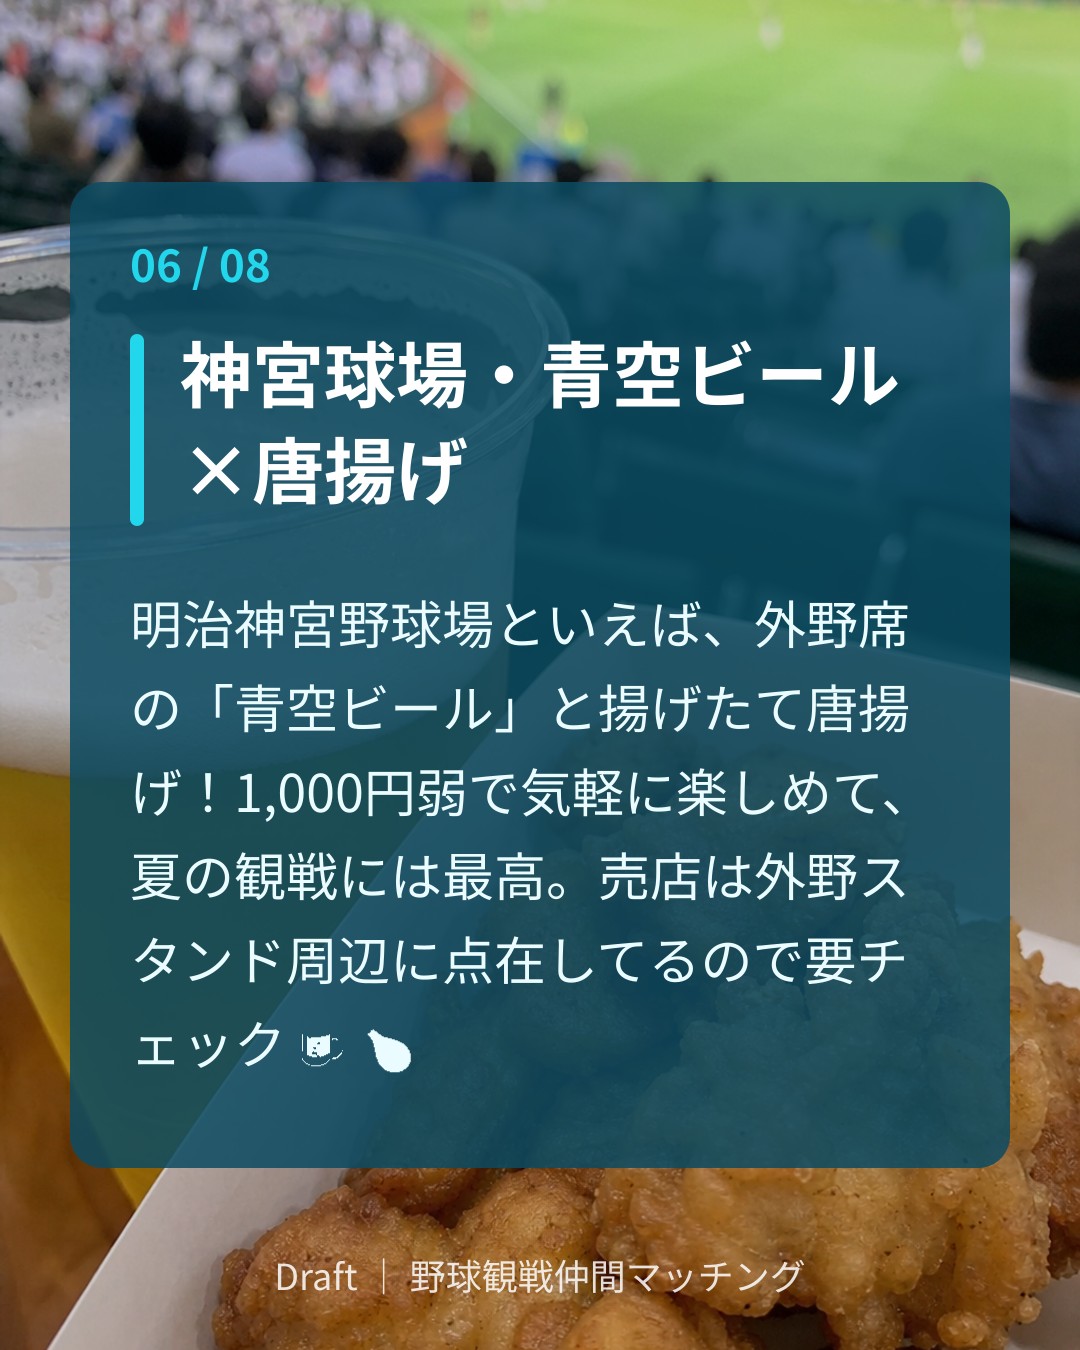 06 / 08
神宮球場・青空ビール
×唐揚げ
明治神宮野球場といえば、外野席
の「青空ビール」と揚げたて唐揚
げ！1,000円弱で気軽に楽しめて、
夏の観戦には最高。売店は外野ス
タンド周辺に点在してるので要チ
ェック🍺🍗
Draft｜野球観戦仲間マッチング